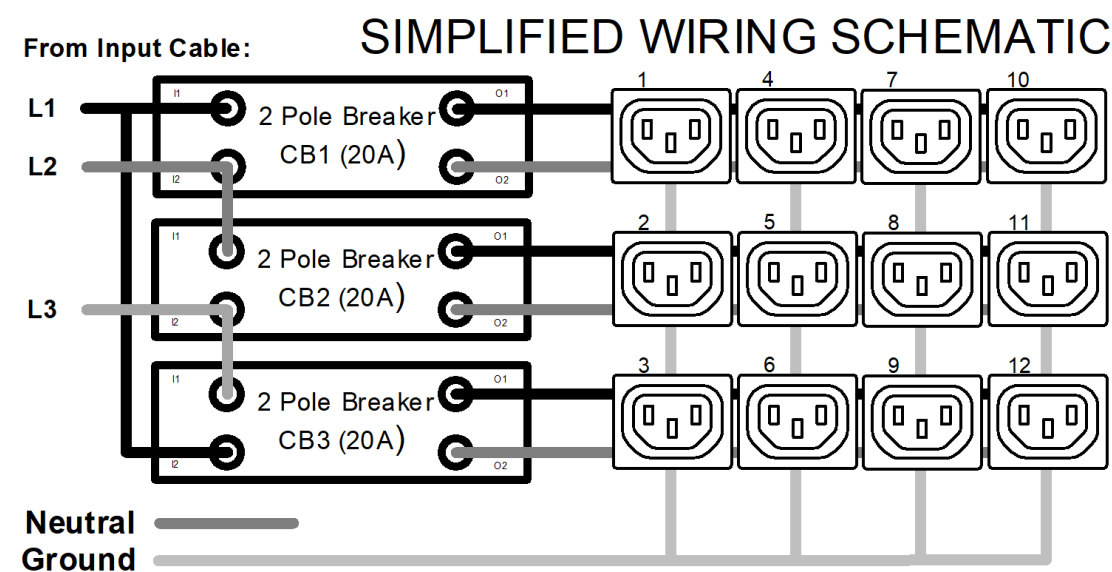 SIMPLIFIED WIRING SCHEMATIC
From Input Cable:
1 4 7 10
L1
I1
2 Pole Breaker
O1
L2
CB1 (20A)
I2
O2
2 5 8 11
I1
2 Pole Breaker
O1
L3
CB2 (20A)
I2
O2
3 6 9 12
I1
2 Pole Breaker
O1
CB3 (20A)
I2
O2
Neutral
Ground